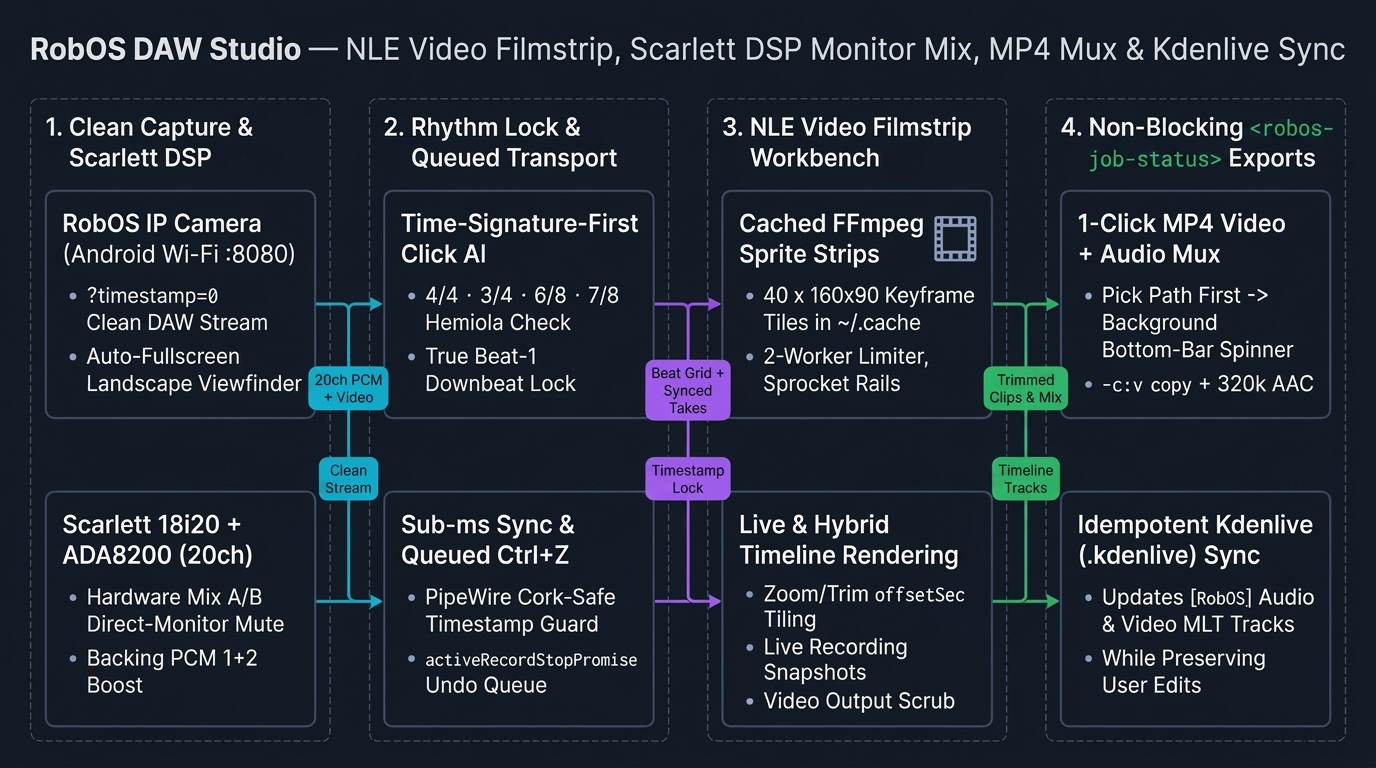 RobOS DAW Studio — NLE Video Filmstrip, Scarlett DSP Monitor Mix, MP4 Mux & Kdenlive Sync
1. Clean Capture &
Scarlett DSP
RobOS IP Camera
(Android Wi-Fi :8080)
• ?timestamp=0
Clean DAW Stream
• Auto-Fullscreen
Landscape Viewfinder
20ch PCM
+ Video
Clean
Stream
Scarlett 18i20 +
ADA8200 (20ch)
• Hardware Mix A/B
Direct-Monitor Mute
• Backing PCM 1+2
Boost
2. Rhythm Lock &
Queued Transport
Time-Signature-First
Click AI
• 4/4 · 3/4 · 6/8 · 7/8
Hemiola Check
• True Beat-1
Downbeat Lock
Beat Grid +
Synced
Takes
Timestamp
Lock
Sub-ms Sync &
Queued Ctrl+Z
• PipeWire Cork-Safe
Timestamp Guard
• activeRecordStopPromise
Undo Queue
3. NLE Video Filmstrip
Workbench
Cached FFmpeg
Sprite Strips
• 40 x 160x90 Keyframe
Tiles in ~/.cache
• 2-Worker Limiter,
Sprocket Rails
Trimmed
Clips & Mix
Timeline
Tracks
Live & Hybrid
Timeline Rendering
• Zoom/Trim offsetSec
Tiling
• Live Recording
Snapshots
• Video Output Scrub
4. Non-Blocking <robos-
job-status> Exports
1-Click MP4 Video
+ Audio Mux
• Pick Path First ->
Background
Bottom-Bar Spinner
• -c:v copy + 320k AAC
Idempotent Kdenlive
(.kdenlive) Sync
• Updates [RobOS] Audio
& Video MLT Tracks
• While Preserving
User Edits